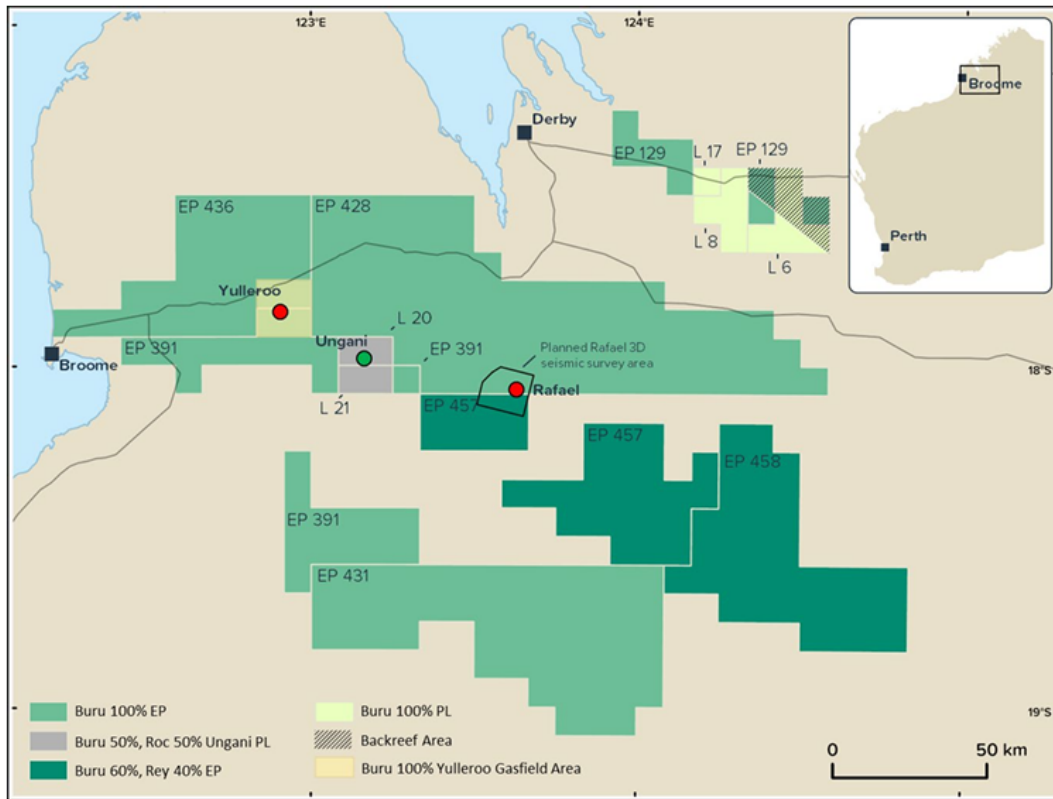 123°E
124°E
Broome
Perth
Derby
EP 129
L 17
EP 129
L 8
L 6
EP 436
EP 428
Yulleroo
L 20
Ungani
EP 391
EP 391
Planned Rafael 3D
seismic survey area
Broome
18°S
L 21
EP 457
Rafael
EP 457
EP 458
EP 391
EP 431
19°S
Buru 100% EP
Buru 50%, Roc 50% Ungani PL
Buru 60%, Rey 40% EP
Buru 100% PL
Backreef Area
Buru 100% Yulleroo Gasfield Area
0
50 km